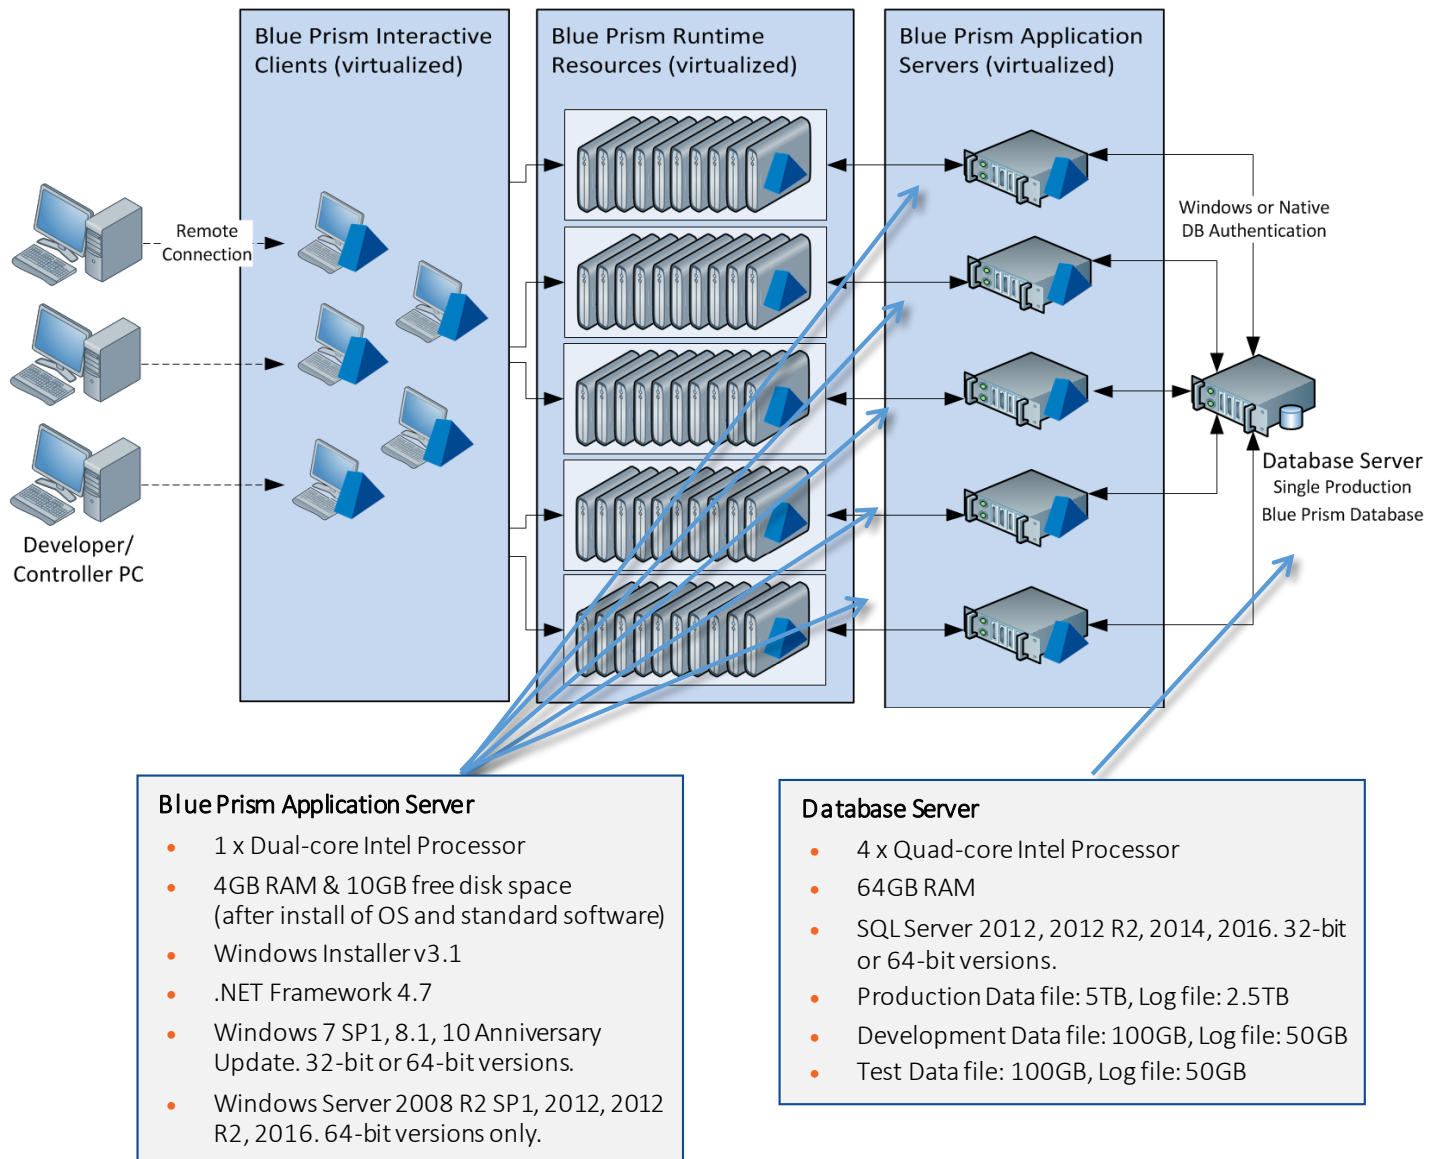 Blue Prism Interactive
Clients (virtualized)
Blue Prism Runtime
Resources (virtualized)
Blue Prism Application
Servers (virtualized)
Remote
Connection
Windows or Native
DB Authentication
Developer/
Controller PC
Database Server
Single Production
Blue Prism Database
Blue Prism Application Server
• 1 x Dual-core Intel Processor
• 4GB RAM & 10GB free disk space
(after install of OS and standard software)
• Windows Installer v3.1
• .NET Framework 4.7
• Windows 7 SP1, 8.1, 10 Anniversary
Update. 32-bit or 64-bit versions.
• Windows Server 2008 R2 SP1, 2012, 2012
R2, 2016. 64-bit versions only.
Database Server
• 4 x Quad-core Intel Processor
• 64GB RAM
• SQL Server 2012, 2012 R2, 2014, 2016. 32-bit
or 64-bit versions.
• Production Data file: 5TB, Log file: 2.5TB
• Development Data file: 100GB, Log file: 50GB
• Test Data file: 100GB, Log file: 50GB